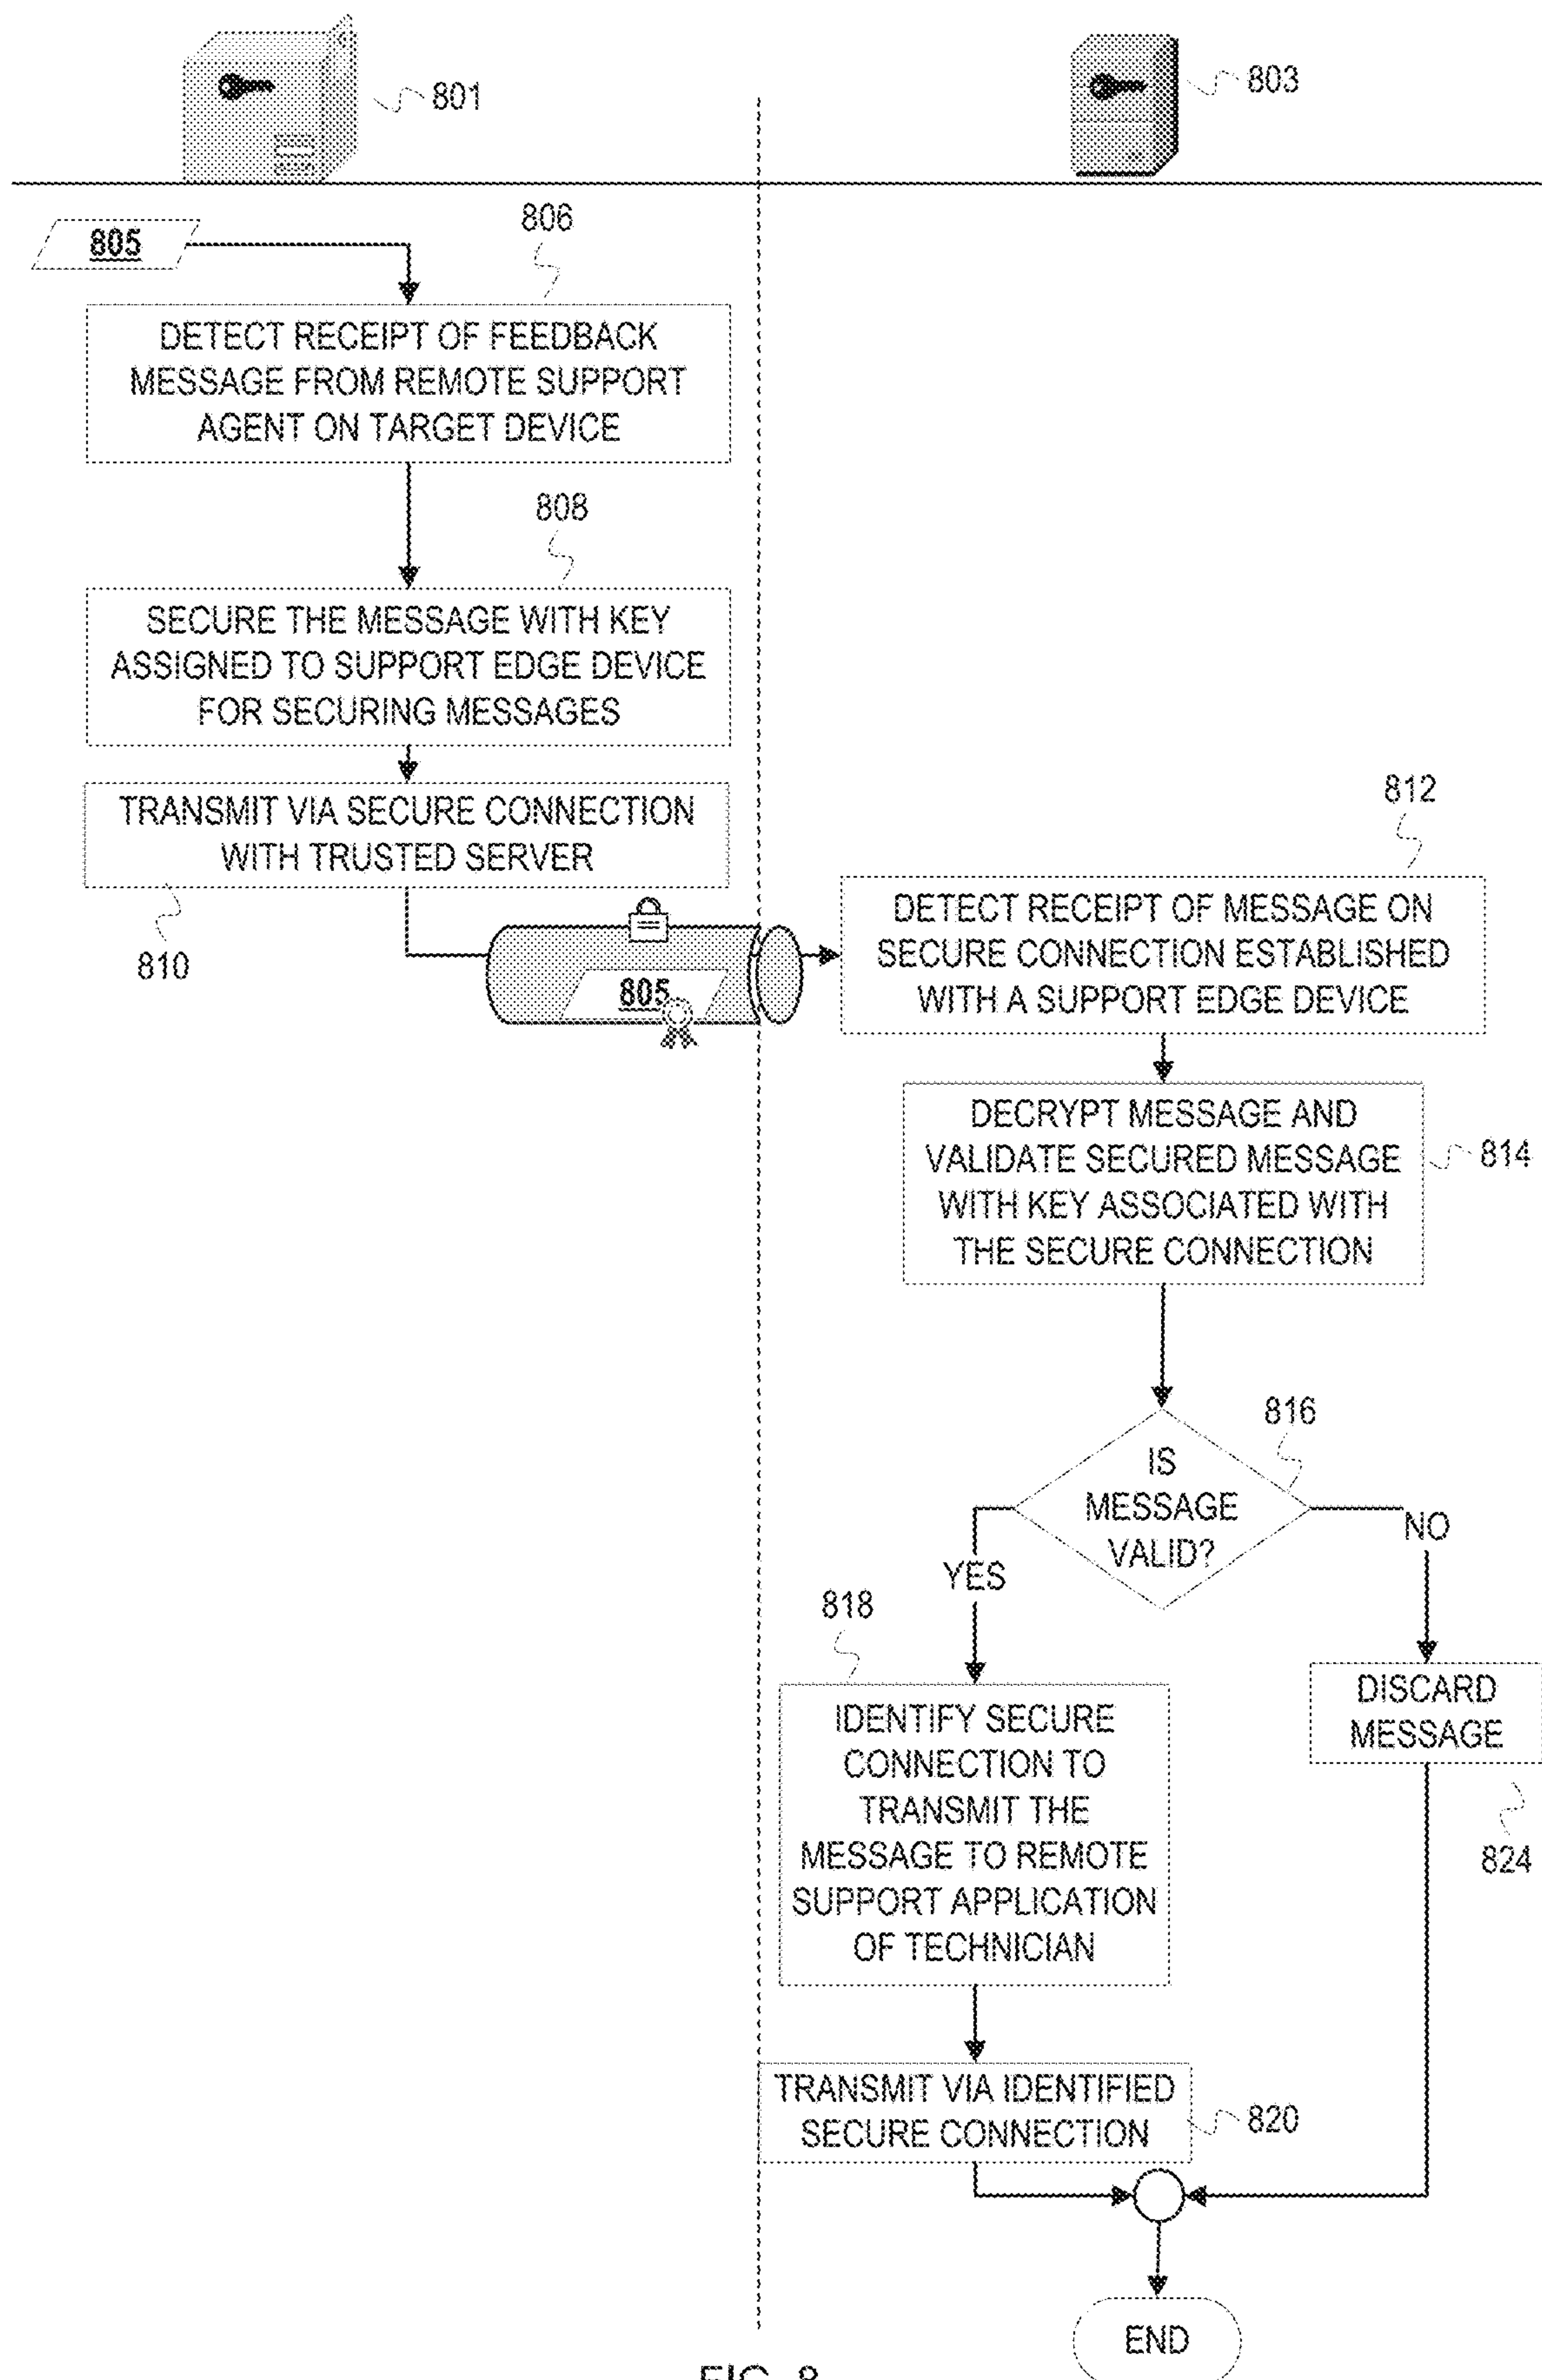 801
803
805
806
DETECT RECEIPT OF FEEDBACK
MESSAGE FROM REMOTE SUPPORT
AGENT ON TARGET DEVICE
808
SECURE THE MESSAGE WITH KEY
ASSIGNED TO SUPPORT EDGE DEVICE
FOR SECURING MESSAGES
TRANSMIT VIA SECURE CONNECTION
WITH TRUSTED SERVER
810
805
812
DETECT RECEIPT OF MESSAGE ON
SECURE CONNECTION ESTABLISHED
WITH A SUPPORT EDGE DEVICE
DECRYPT MESSAGE AND
VALIDATE SECURED MESSAGE
WITH KEY ASSOCIATED WITH
THE SECURE CONNECTION
814
816
IS
MESSAGE
VALID?
YES
NO
818
IDENTIFY SECURE
CONNECTION TO
TRANSMIT THE
MESSAGE TO REMOTE
SUPPORT APPLICATION
OF TECHNICIAN
DISCARD
MESSAGE
824
TRANSMIT VIA IDENTIFIED
SECURE CONNECTION
820
END
FIG. 8